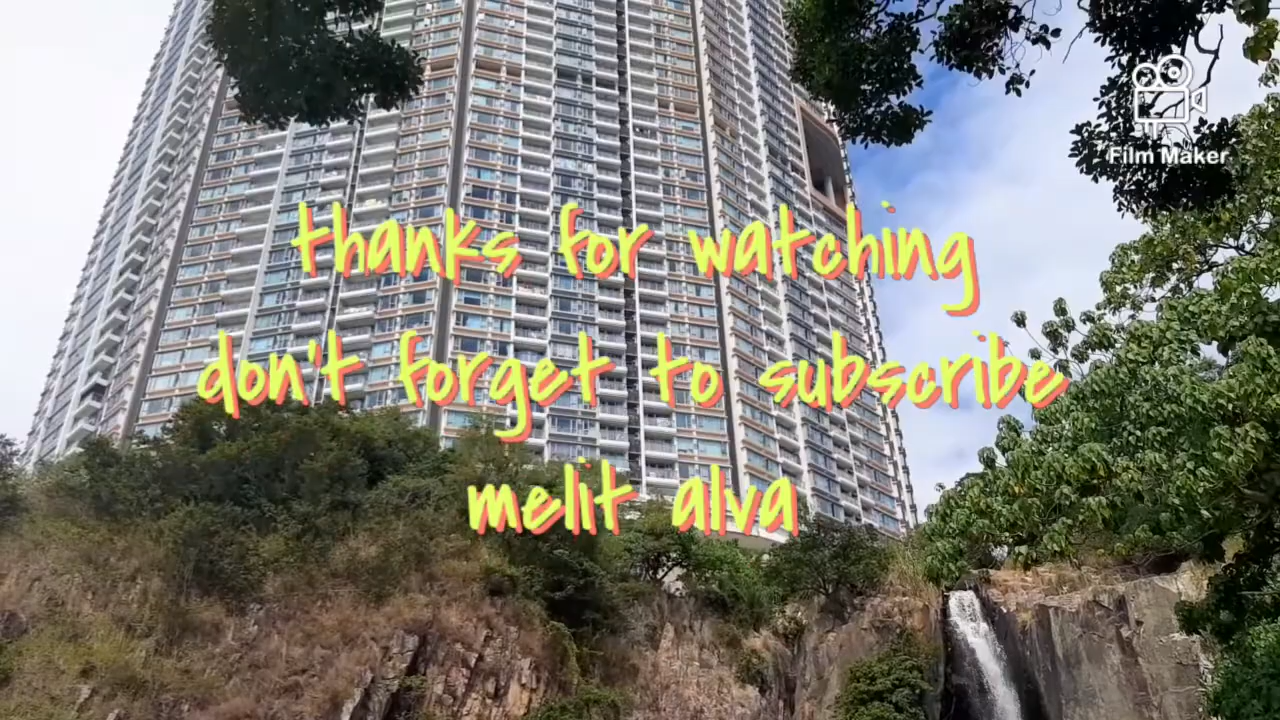 Film Maker
thanks for watching
don't forget to subscribe
melit alva